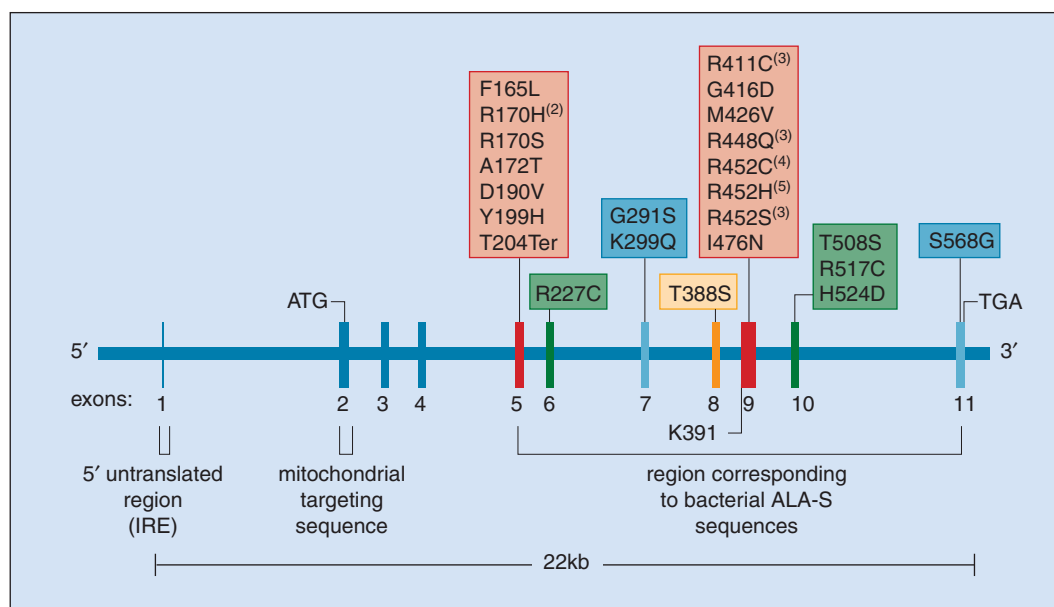 F165L
R170H(2)
R170S
A172T
D190V
Y199H
T204Ter
R411C(3)
G416D
M426V
R448Q(3)
R452C(4)
R452H(5)
R452S(3)
I476N
G291S
K299Q
T508S
R517C
H524D
S568G
R227C
T388S
ATG
TGA
5′
3′
exons: 1 2 3 4 5 6 7 8 9 10 11
K391
5′ untranslated
region
(IRE)
mitochondrial
targeting
sequence
region corresponding
to bacterial ALA-S
sequences
22kb